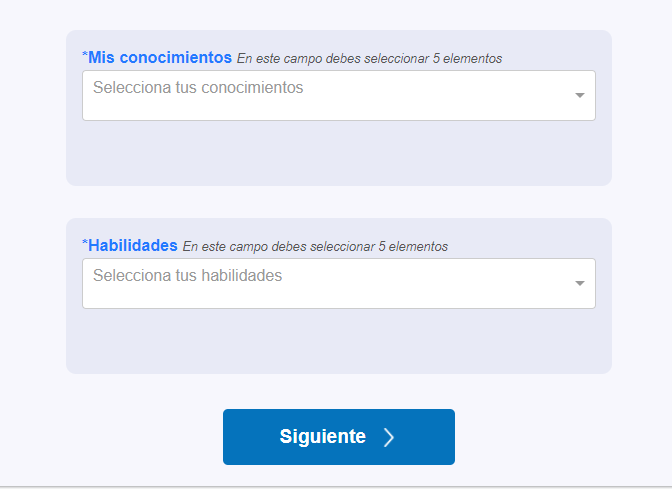 *Mis conocimientos En este campo debes seleccionar 5 elementos
Selecciona tus conocimientos
*Habilidades En este campo debes seleccionar 5 elementos
Selecciona tus habilidades
Siguiente